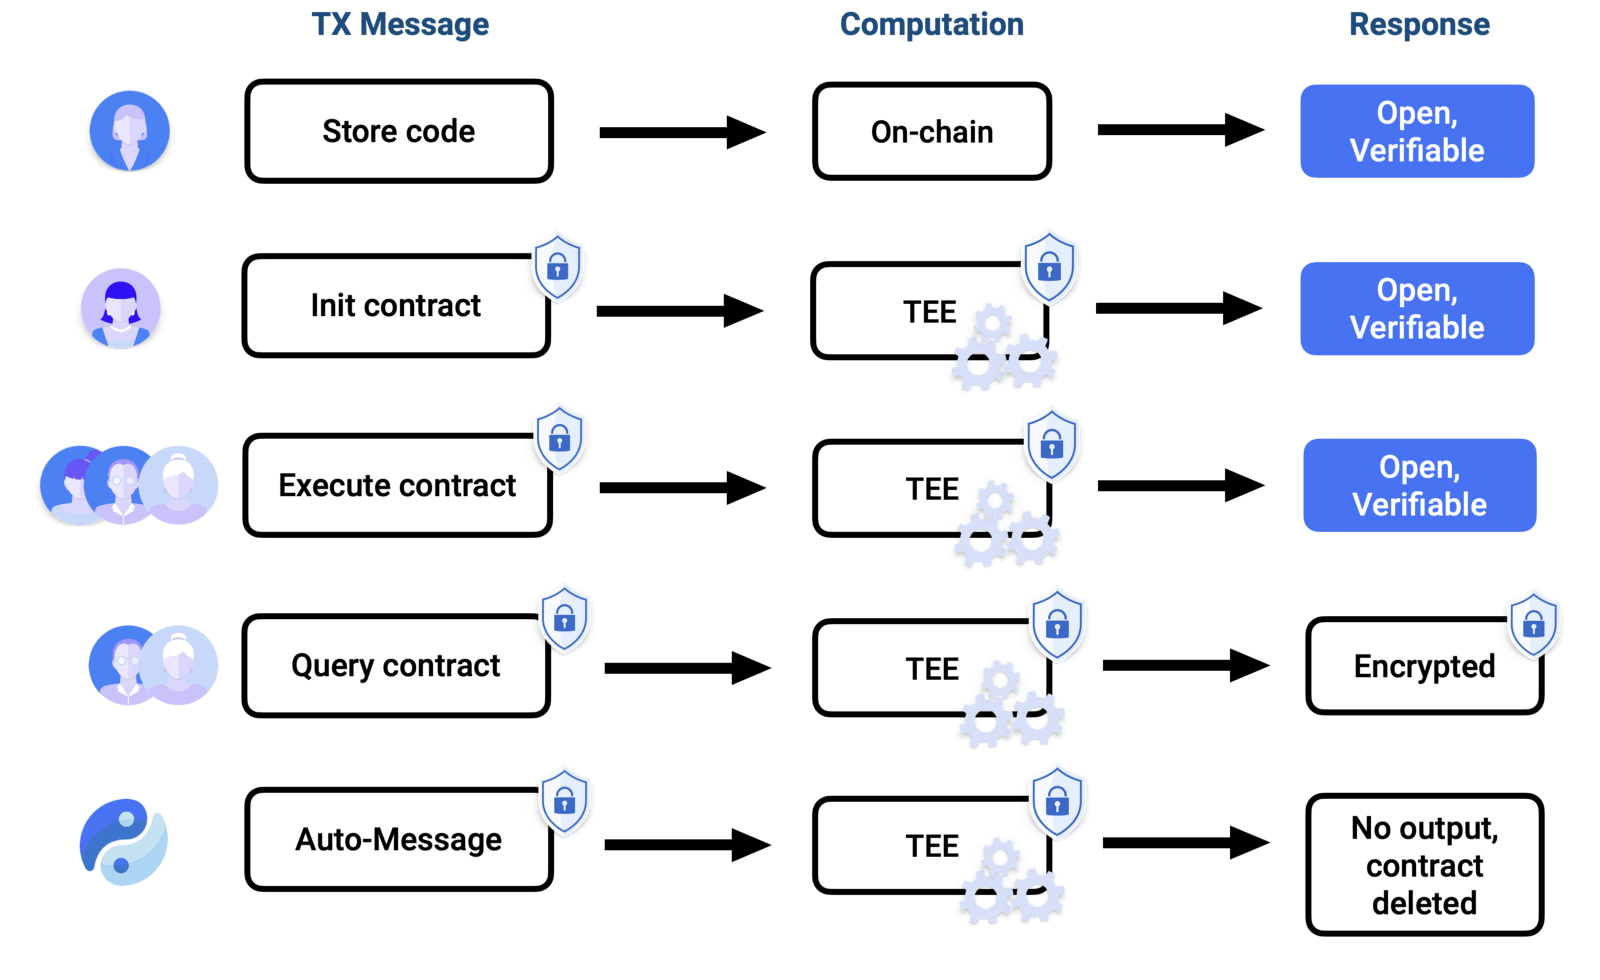 TX Message
Computation
Response
Store code
On-chain
Open,
Verifiable
Init contract
TEE
Open,
Verifiable
Execute contract
TEE
Open,
Verifiable
Query contract
TEE
Encrypted
Auto-Message
TEE
No output,
contract
deleted